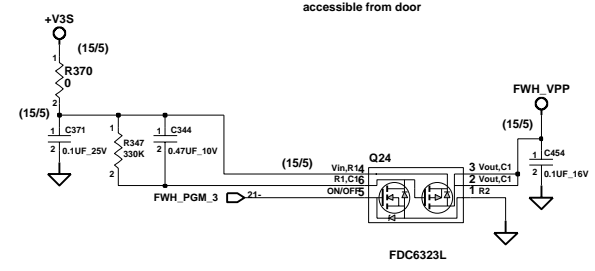 accessible from door
+V3S
(15/5)
1
R370
0
2
(15/5)
1
C371
2
0.1UF_25V
1
R347
330K
2
1
C344
2
0.47UF_10V
FWH_PGM_3
21-
(15/5)
Q24
Vin,R1
4
R1,C1
6
ON/OFF
5
3 Vout,C1
2 Vout,C1
1 R2
FDC6323L
FWH_VPP
(15/5)
1
C454
2
0.1UF_16V